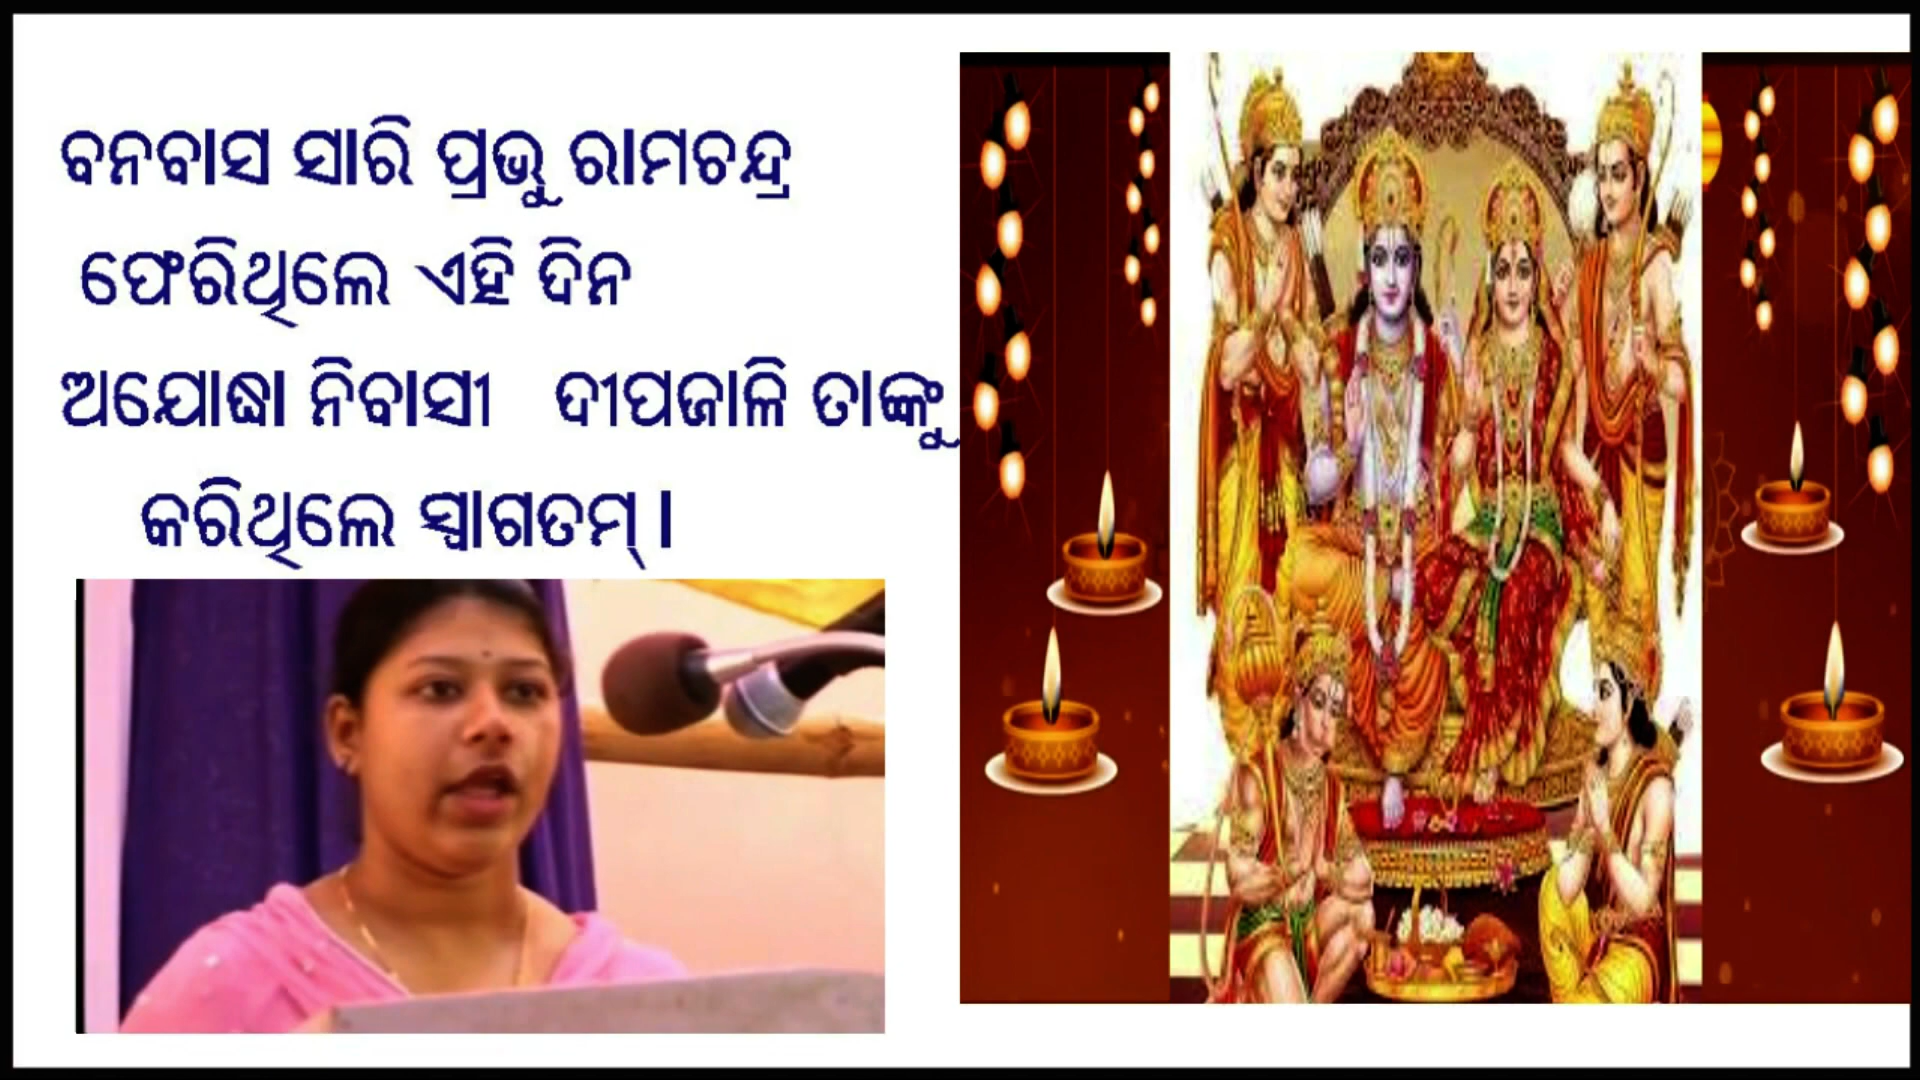 ବନବାସ ସାରି ପ୍ରଭୁ ରାମଚନ୍ଦ୍ର
ଫେରିଥିଲେ ଏହି ଦିନ
ଅଯୋଦ୍ଧା ନିବାସୀ ଦୀପଜାଳି ତାଙ୍କୁ
କରିଥିଲେ ସ୍ୱାଗତମ୍ ।